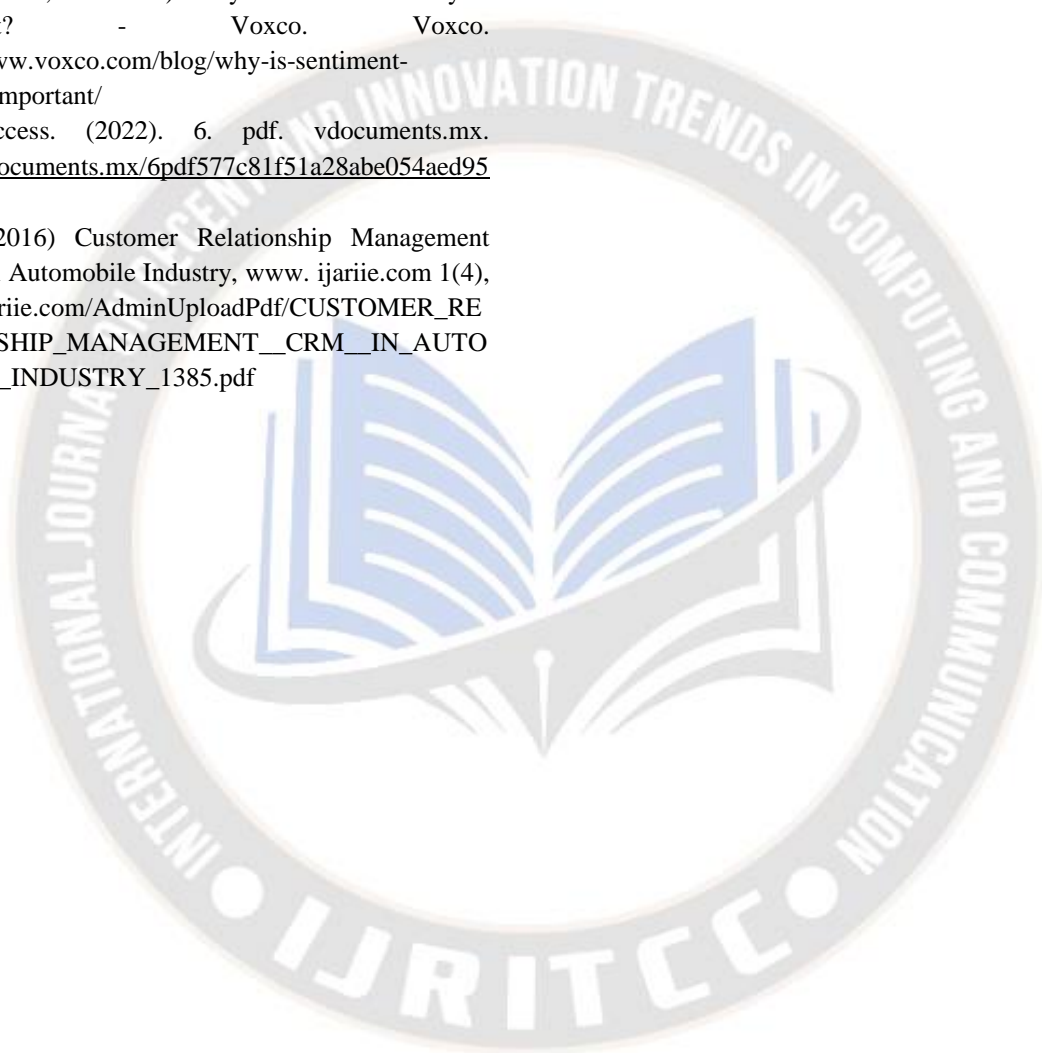 t? - Voxco. Voxco.
ww.voxco.com/blog/why-is-sentiment-
mportant/
ccess. (2022). 6. pdf. vdocuments.mx.
ocuments.mx/6pdf577c81f51a28abe054aed95
2016) Customer Relationship Management
Automobile Industry, www. ijariie.com 1(4),
riie.com/AdminUploadPdf/CUSTOMER_RE
SHIP_MANAGEMENT__CRM__IN_AUTO
_INDUSTRY_1385.pdf
INTERNATIONAL JOURNAL ON RECENT AND INNOVATION TRENDS IN COMPUTING AND COMMUNICATION
IJRITCC